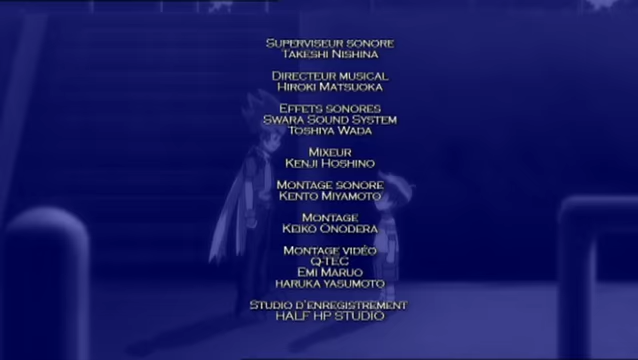 Superviseur sonore
Takeshi Nishina
Directeur musical
Hiroki Matsuoka
Effets sonores
Swara Sound System
Toshiya Wada
Mixeur
Kenji Hoshino
Montage sonore
Kento Miyamoto
Montage
Keiko Onodera
Montage vidéo
Q-TEC
Emi Maruo
haruka yasumoto
Studio d'enregistrement
HALF HP STUDIO